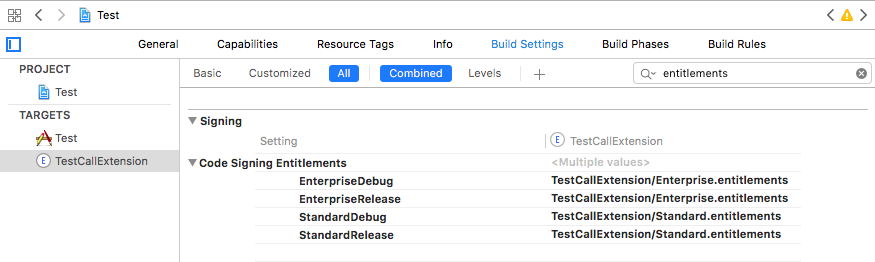 Test
General Capabilities Resource Tags Info Build Settings Build Phases Build Rules
PROJECT
Test
TARGETS
Test
E TestCallExtension
Basic Customized All Combined Levels + entitlements
Signing
Setting E TestCallExtension
Code Signing Entitlements <Multiple values>
EnterpriseDebug TestCallExtension/Enterprise.entitlements
EnterpriseRelease TestCallExtension/Enterprise.entitlements
StandardDebug TestCallExtension/Standard.entitlements
StandardRelease TestCallExtension/Standard.entitlements